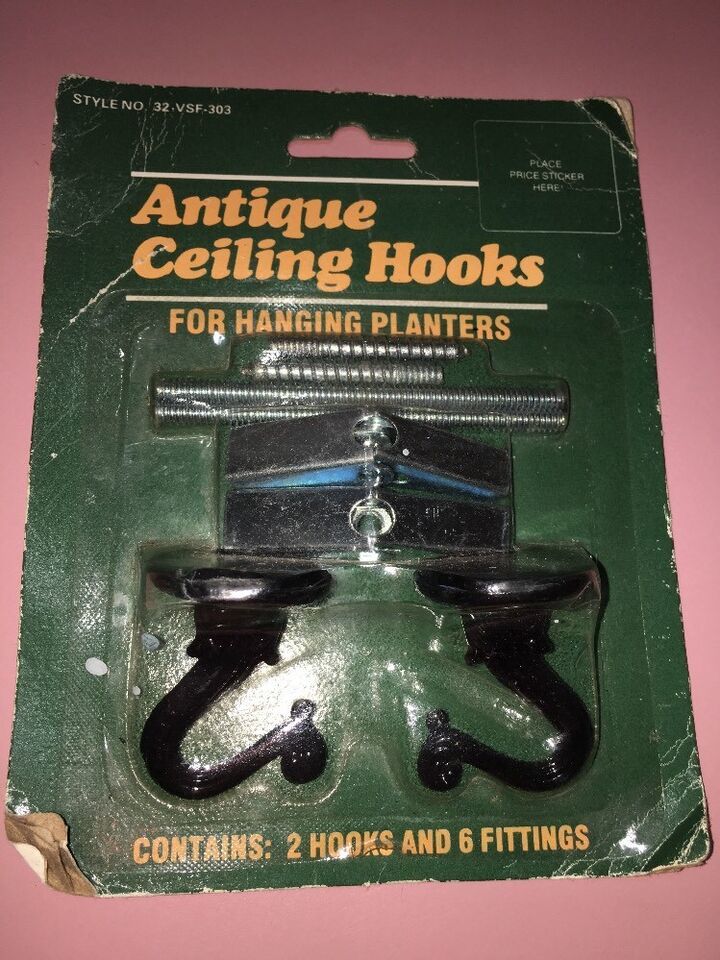 STYLE NO. 32-VSF-303
PLACE
PRICE STICKER
HERE
Antique
Ceiling Hooks
FOR HANGING PLANTERS
CONTAINS: 2 HOOKS AND 6 FITTINGS